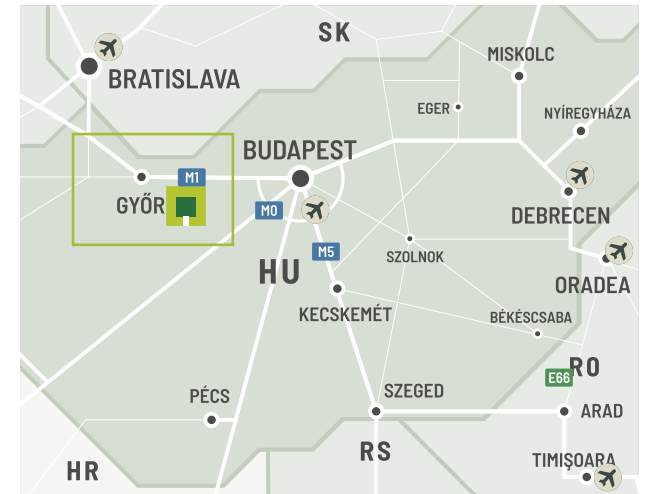 SK
MISKOLC
BRATISLAVA
EGER
NYÍREGYHÁZA
BUDAPEST
M1
GYŐR
M0
DEBRECEN
M5
SZOLNOK
HU
ORADEA
KECSKEMÉT
BÉKÉSCSABA
RO
E66
PÉCS
SZEGED
ARAD
RS
TIMIȘOARA
HR